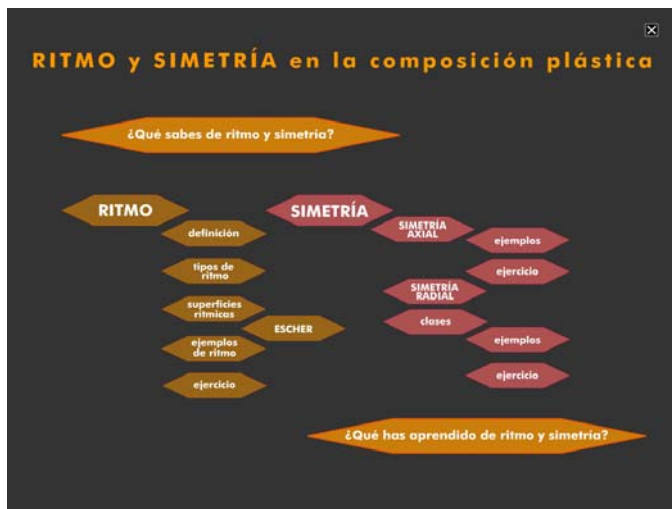 RITMO y SIMETRÍA en la composición plástica
¿Qué sabes de ritmo y simetría?
RITMO
definición
tipos de
ritmo
superficies
rítmicas
ESCHER
ejemplos
de ritmo
ejercicio
SIMETRÍA
SIMETRÍA
AXIAL
ejemplos
ejercicio
SIMETRÍA
RADIAL
clases
ejemplos
ejercicio
¿Qué has aprendido de ritmo y simetría?